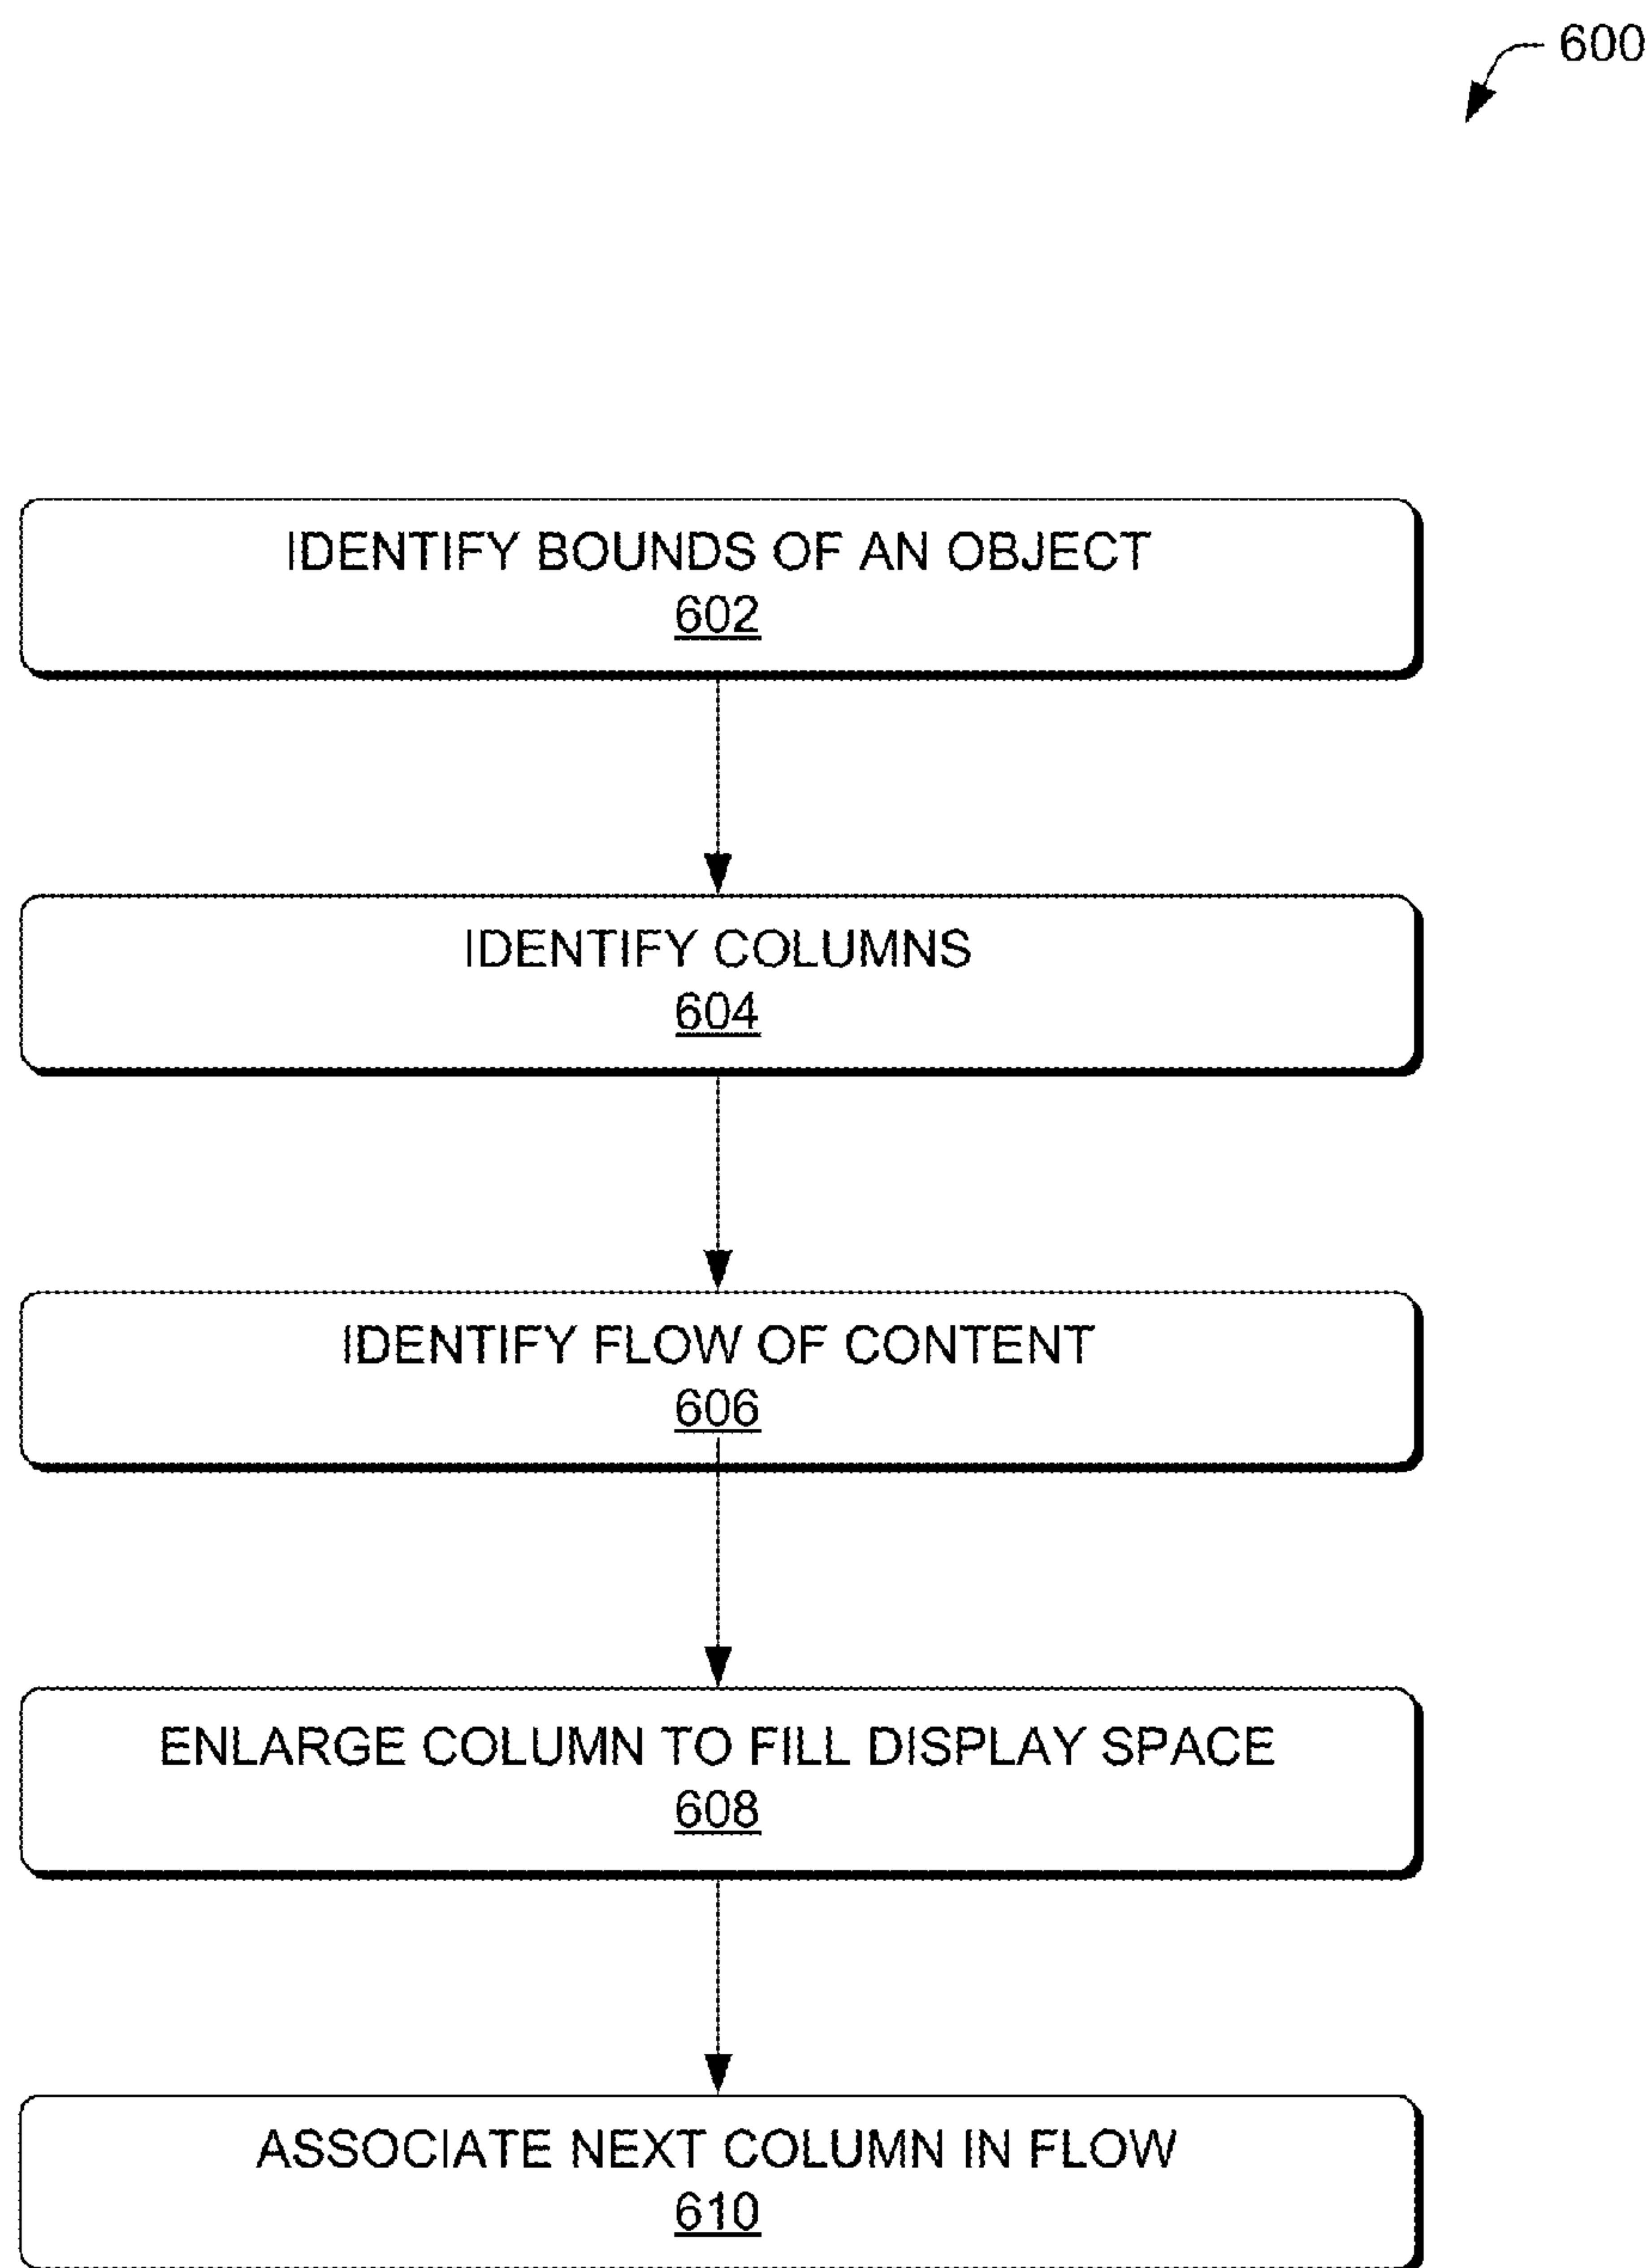 600
IDENTIFY BOUNDS OF AN OBJECT
602
IDENTIFY COLUMNS
604
IDENTIFY FLOW OF CONTENT
606
ENLARGE COLUMN TO FILL DISPLAY SPACE
608
ASSOCIATE NEXT COLUMN IN FLOW
610